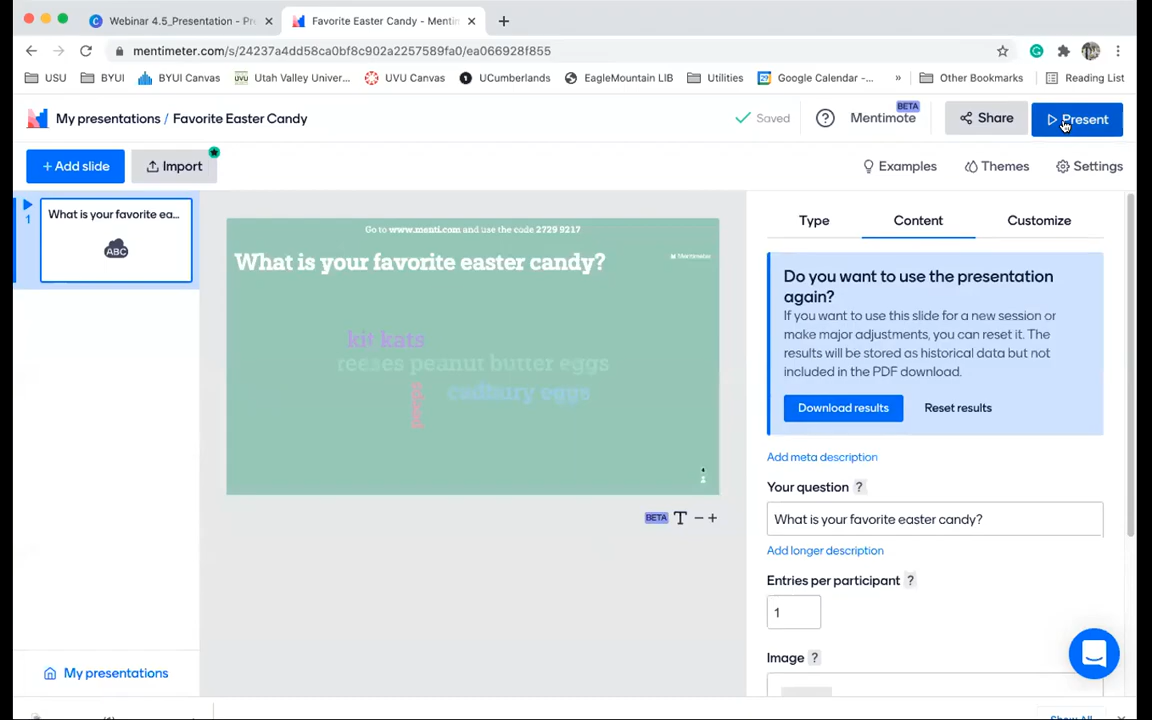 Webinar 4.5_Presentation - Pre
Favorite Easter Candy - Mentim
mentimeter.com/s/24237a4dd58ca0bf8c902a2257589fa0/ea066928f855
USU BYUI BYUI Canvas Utah Valley Univer... UVU Canvas UCumberlands EagleMountain LIB Utilities Google Calendar -... » Other Bookmarks Reading List
My presentations / Favorite Easter Candy
Saved
Mentimote
BETA
Share
Present
+ Add slide
Import
Examples
Themes
Settings
1
What is your favorite ea...
ABC
Go to www.menti.com and use the code 2729 9217
What is your favorite easter candy?
Mentimeter
kit kats
reeses peanut butter eggs
cadbury eggs
BETA T − +
Type
Content
Customize
Do you want to use the presentation
again?
If you want to use this slide for a new session or
make major adjustments, you can reset it. The
results will be stored as historical data but not
included in the PDF download.
Download results
Reset results
Add meta description
Your question ?
What is your favorite easter candy?
Add longer description
Entries per participant ?
1
Image ?
My presentations